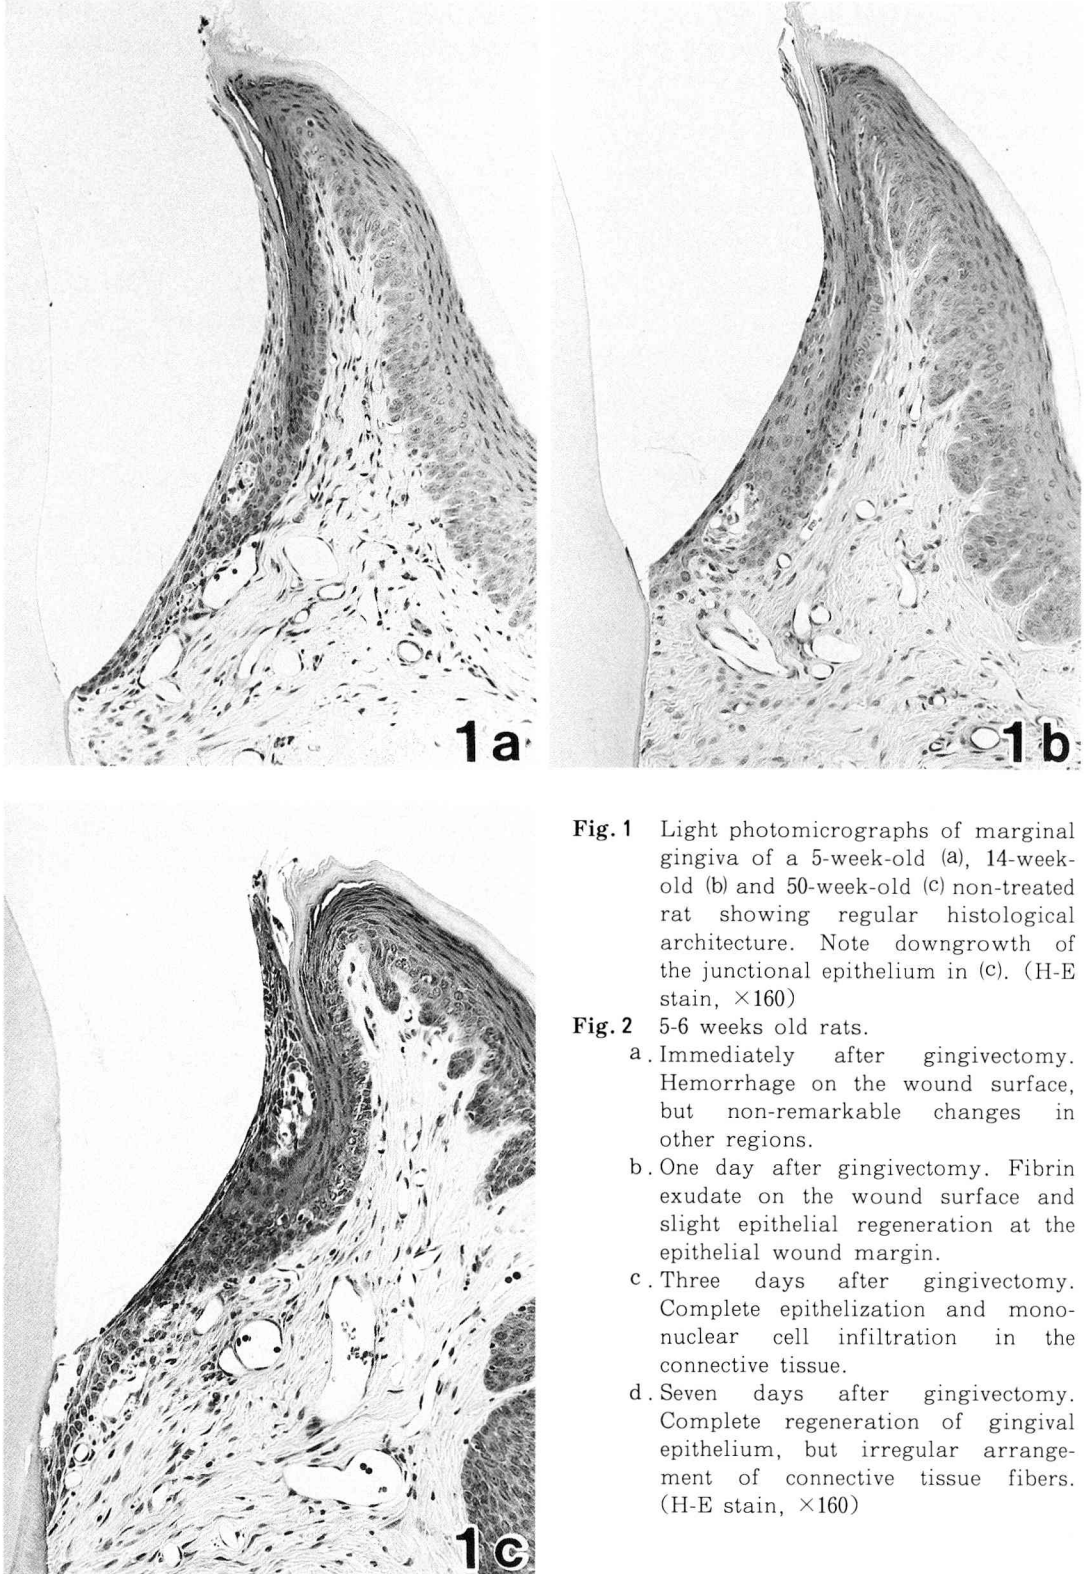 1a
1b
1c
Fig. 1 Light photomicrographs of marginal
gingiva of a 5-week-old (a), 14-week-
old (b) and 50-week-old (c) non-treated
rat showing regular histological
architecture. Note downgrowth of
the junctional epithelium in (c). (H-E
stain, ×160)
Fig. 2 5-6 weeks old rats.
a. Immediately after gingivectomy.
Hemorrhage on the wound surface,
but non-remarkable changes in
other regions.
b. One day after gingivectomy. Fibrin
exudate on the wound surface and
slight epithelial regeneration at the
epithelial wound margin.
c. Three days after gingivectomy.
Complete epithelization and mono-
nuclear cell infiltration in the
connective tissue.
d. Seven days after gingivectomy.
Complete regeneration of gingival
epithelium, but irregular arrange-
ment of connective tissue fibers.
(H-E stain, ×160)